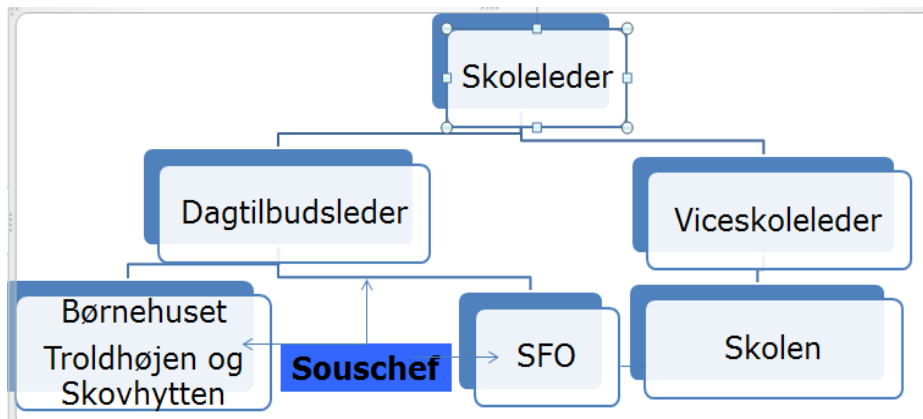 Skoleleder
Dagtilbudsleder
Viceskoleleder
Børnehuset
Troldhøjen og
Skovhytten
Souschef
SFO
Skolen